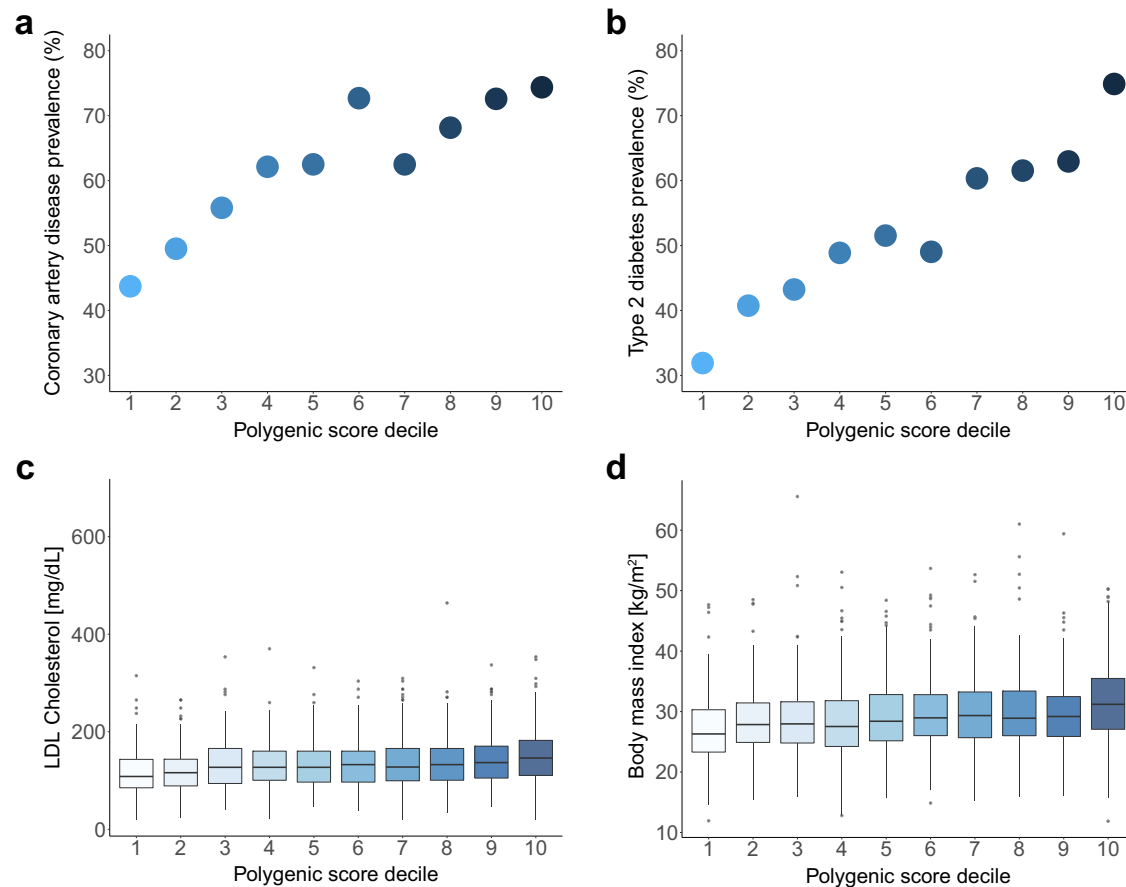 a
Coronary artery disease prevalence (%)
80
70
60
50
40
30
1 2 3 4 5 6 7 8 9 10
Polygenic score decile
b
Type 2 diabetes prevalence (%)
80
70
60
50
40
30
1 2 3 4 5 6 7 8 9 10
Polygenic score decile
c
LDL Cholesterol [mg/dL]
600
400
200
0
1 2 3 4 5 6 7 8 9 10
Polygenic score decile
d
Body mass index [kg/m²]
60
50
40
30
20
10
1 2 3 4 5 6 7 8 9 10
Polygenic score decile